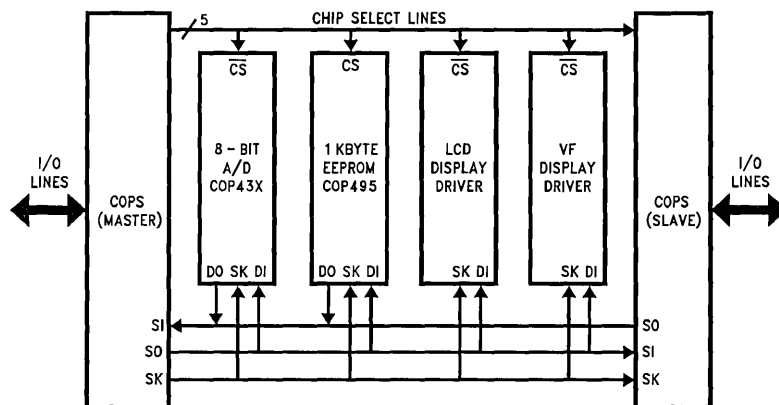 5
CHIP SELECT LINES
CS
CS
CS
CS
8-BIT
A/D
COP43X
1 KBYTE
EEPROM
COP495
LCD
DISPLAY
DRIVER
VF
DISPLAY
DRIVER
I/O
LINES
COPS
(MASTER)
COPS
(SLAVE)
I/O
LINES
DO SK DI
DO SK DI
SK DI
SK DI
SI
SO
SO
SI
SK
SK